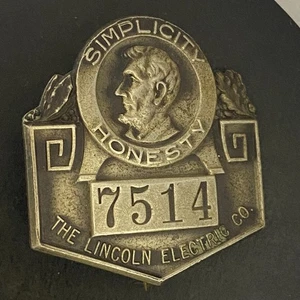 SIMPLICITY
HONESTY
7514
THE LINCOLN ELECTRIC CO.